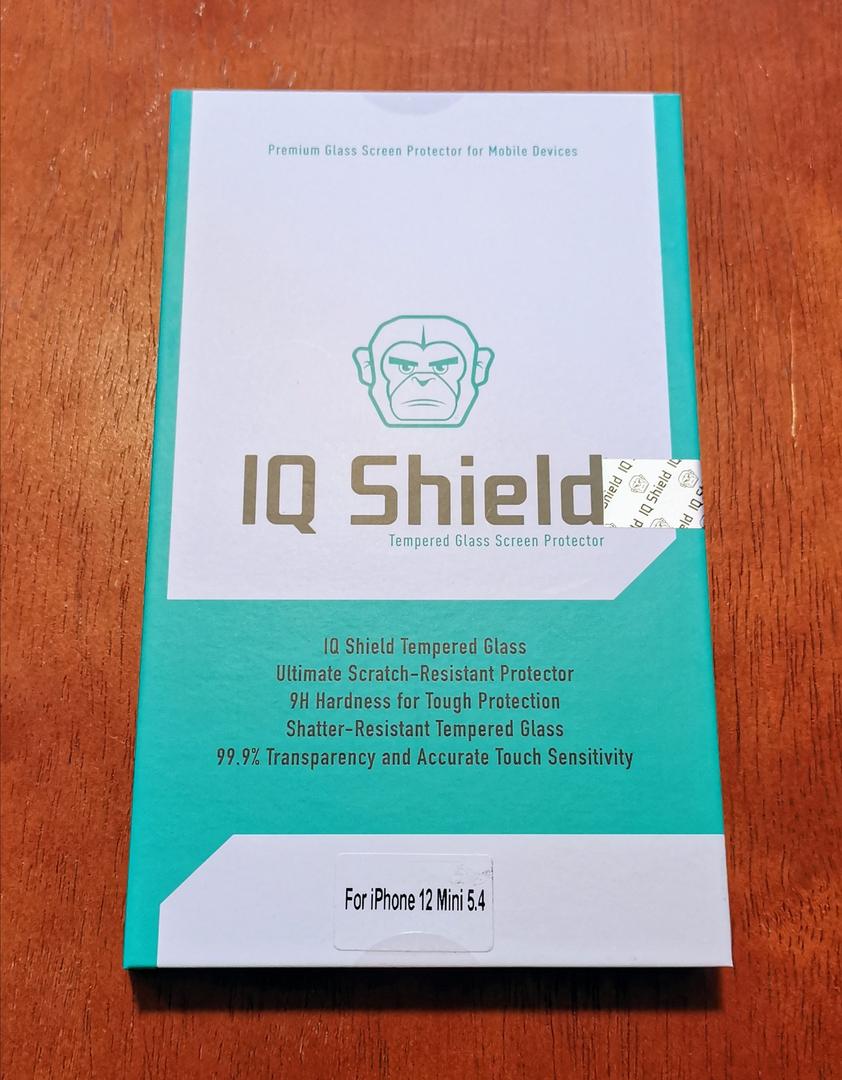 Premium Glass Screen Protector for Mobile Devices
IQ Shield
IQ Shield
Tempered Glass Screen Protector
IQ Shield Tempered Glass
Ultimate Scratch-Resistant Protector
9H Hardness for Tough Protection
Shatter-Resistant Tempered Glass
99.9% Transparency and Accurate Touch Sensitivity
For iPhone 12 Mini 5.4